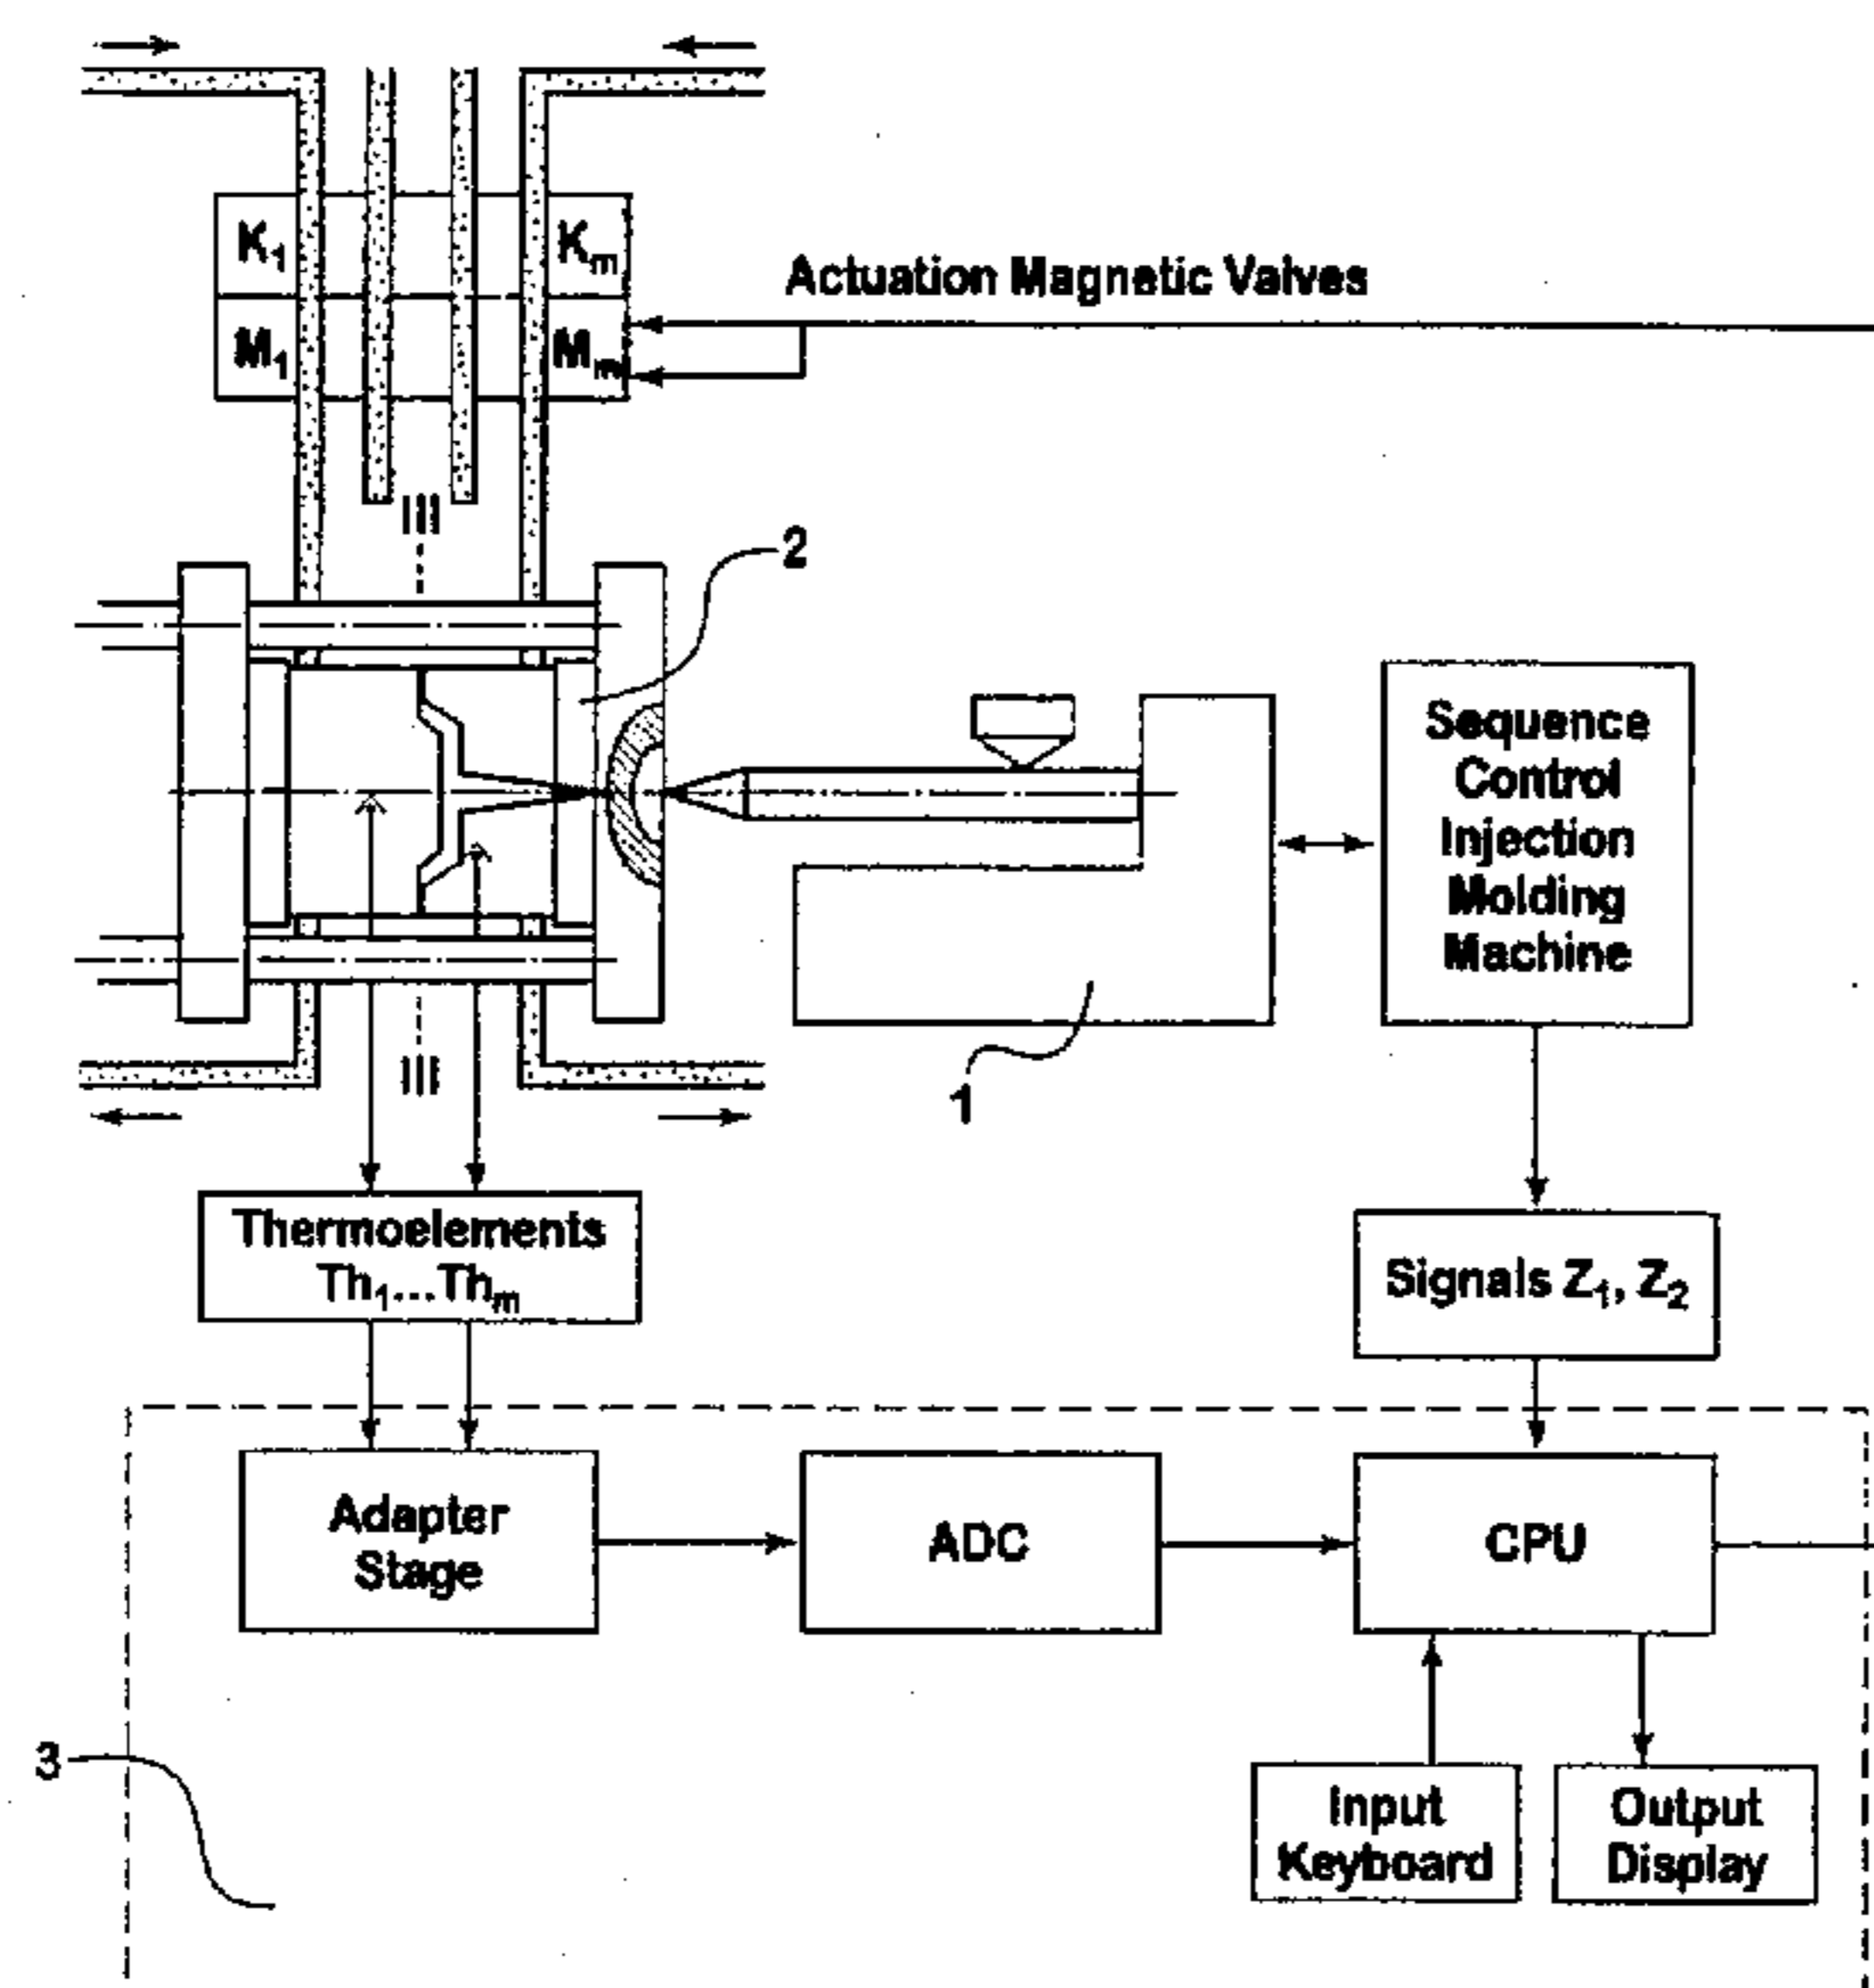 K₁
Kₘ
Actuation Magnetic Valves
M₁
Mₘ
2
Sequence
Control
Injection
Molding
Machine
1
Thermoelements
Th₁...Thₘ
Signals Z₁, Z₂
Adapter
Stage
ADC
CPU
3
Input
Keyboard
Output
Display